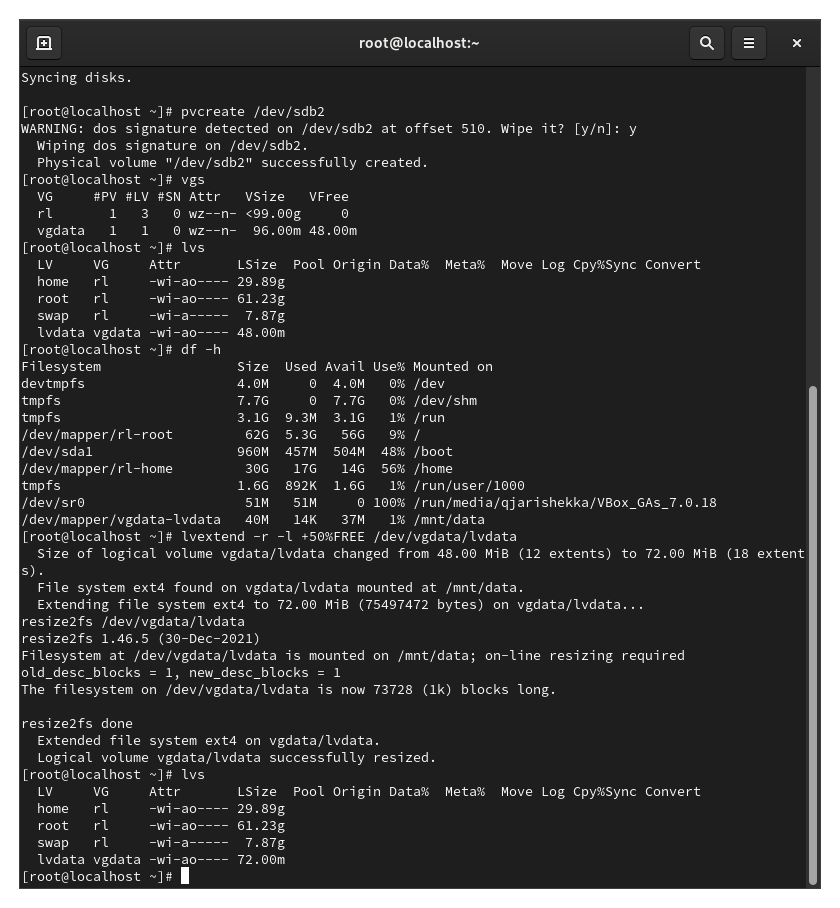 root@localhost:~
Syncing disks.
[root@localhost ~]# pvcreate /dev/sdb2
WARNING: dos signature detected on /dev/sdb2 at offset 510. Wipe it? [y/n]: y
  Wiping dos signature on /dev/sdb2.
  Physical volume "/dev/sdb2" successfully created.
[root@localhost ~]# vgs
  VG     #PV #LV #SN Attr   VSize   VFree
  rl       1   3   0 wz--n- <99.00g     0
  vgdata   1   1   0 wz--n-  96.00m 48.00m
[root@localhost ~]# lvs
  LV     VG     Attr       LSize  Pool Origin Data%  Meta%  Move Log Cpy%Sync Convert
  home   rl     -wi-ao---- 29.89g
  root   rl     -wi-ao---- 61.23g
  swap   rl     -wi-a-----  7.87g
  lvdata vgdata -wi-ao---- 48.00m
[root@localhost ~]# df -h
Filesystem                 Size  Used Avail Use% Mounted on
devtmpfs                   4.0M     0  4.0M   0% /dev
tmpfs                      7.7G     0  7.7G   0% /dev/shm
tmpfs                      3.1G  9.3M  3.1G   1% /run
/dev/mapper/rl-root         62G  5.3G   56G   9% /
/dev/sda1                  960M  457M  504M  48% /boot
/dev/mapper/rl-home         30G   17G   14G  56% /home
tmpfs                      1.6G  892K  1.6G   1% /run/user/1000
/dev/sr0                    51M   51M     0 100% /run/media/qjarishekka/VBox_GAs_7.0.18
/dev/mapper/vgdata-lvdata   40M   14K   37M   1% /mnt/data
[root@localhost ~]# lvextend -r -l +50%FREE /dev/vgdata/lvdata
  Size of logical volume vgdata/lvdata changed from 48.00 MiB (12 extents) to 72.00 MiB (18 extent
s).
  File system ext4 found on vgdata/lvdata mounted at /mnt/data.
  Extending file system ext4 to 72.00 MiB (75497472 bytes) on vgdata/lvdata...
resize2fs /dev/vgdata/lvdata
resize2fs 1.46.5 (30-Dec-2021)
Filesystem at /dev/vgdata/lvdata is mounted on /mnt/data; on-line resizing required
old_desc_blocks = 1, new_desc_blocks = 1
The filesystem on /dev/vgdata/lvdata is now 73728 (1k) blocks long.
resize2fs done
  Extended file system ext4 on vgdata/lvdata.
  Logical volume vgdata/lvdata successfully resized.
[root@localhost ~]# lvs
  LV     VG     Attr       LSize  Pool Origin Data%  Meta%  Move Log Cpy%Sync Convert
  home   rl     -wi-ao---- 29.89g
  root   rl     -wi-ao---- 61.23g
  swap   rl     -wi-a-----  7.87g
  lvdata vgdata -wi-ao---- 72.00m
[root@localhost ~]#